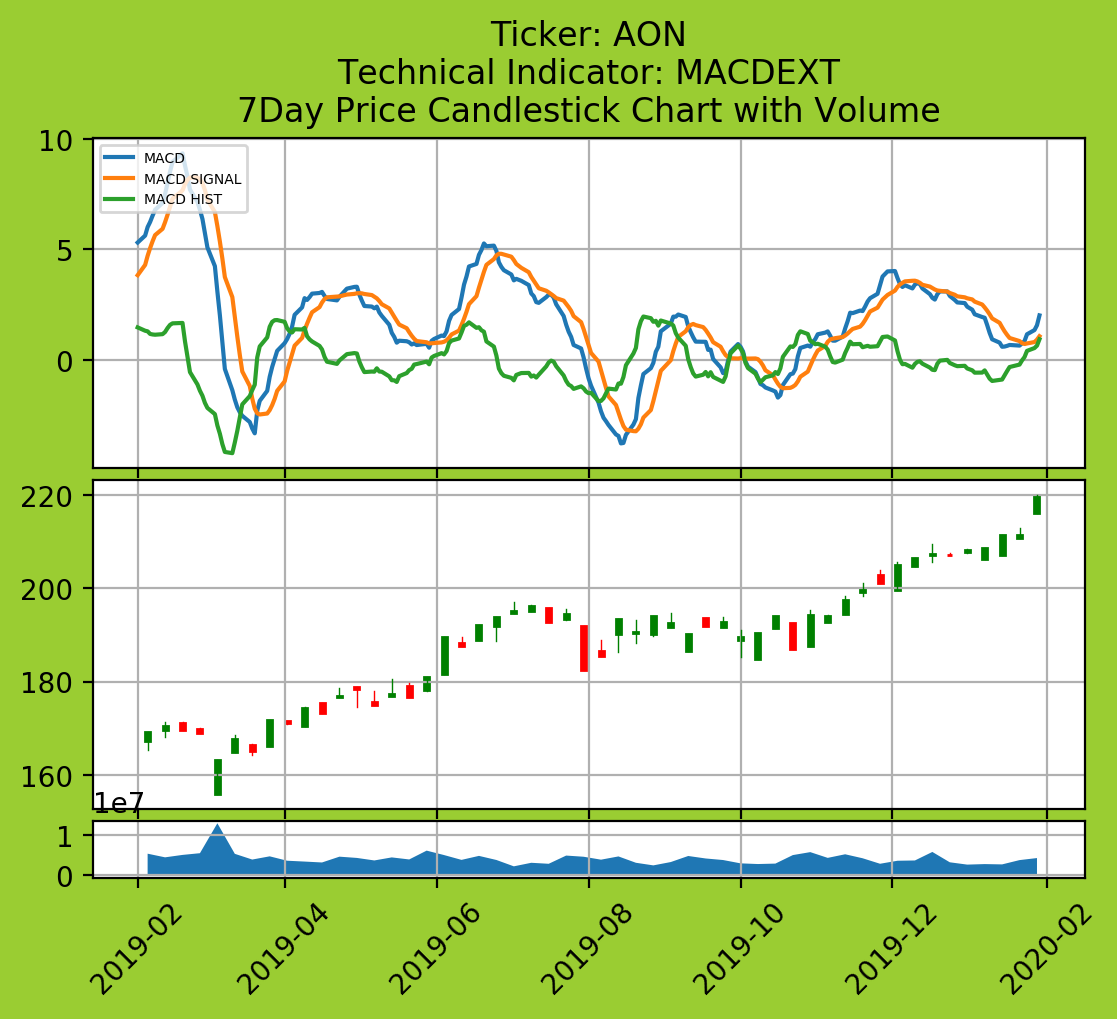 Ticker: AON
Technical Indicator: MACDEXT
7Day Price Candlestick Chart with Volume
MACD
MACD SIGNAL
MACD HIST
10
5
0
220
200
180
160
1e7
1
0
2019-02
2019-04
2019-06
2019-08
2019-10
2019-12
2020-02